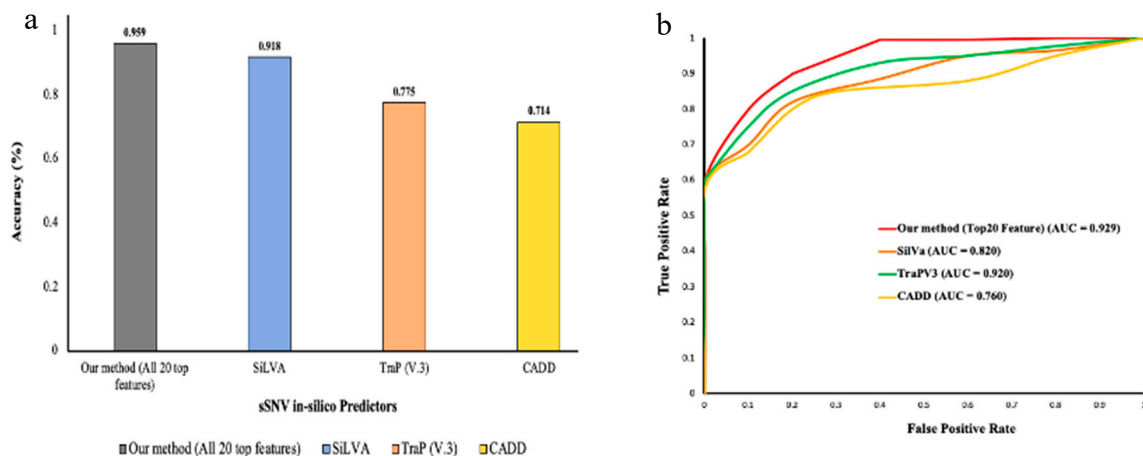 a
1
0.8
0.6
0.4
0.2
0
Accuracy (%)
0.959
0.918
0.775
0.714
Our method (All 20 top
features)
SiLVA
TraP (V.3)
CADD
sSNV in-silico Predictors
Our method (All 20 top features) SiLVA TraP (V.3) CADD
b
1
0.9
0.8
0.7
0.6
0.5
0.4
0.3
0.2
0.1
0
True Positive Rate
Our method (Top20 Feature) (AUC = 0.929)
SilVa (AUC = 0.820)
TraPV3 (AUC = 0.920)
CADD (AUC = 0.760)
0 0.1 0.2 0.3 0.4 0.5 0.6 0.7 0.8 0.9 1
False Positive Rate